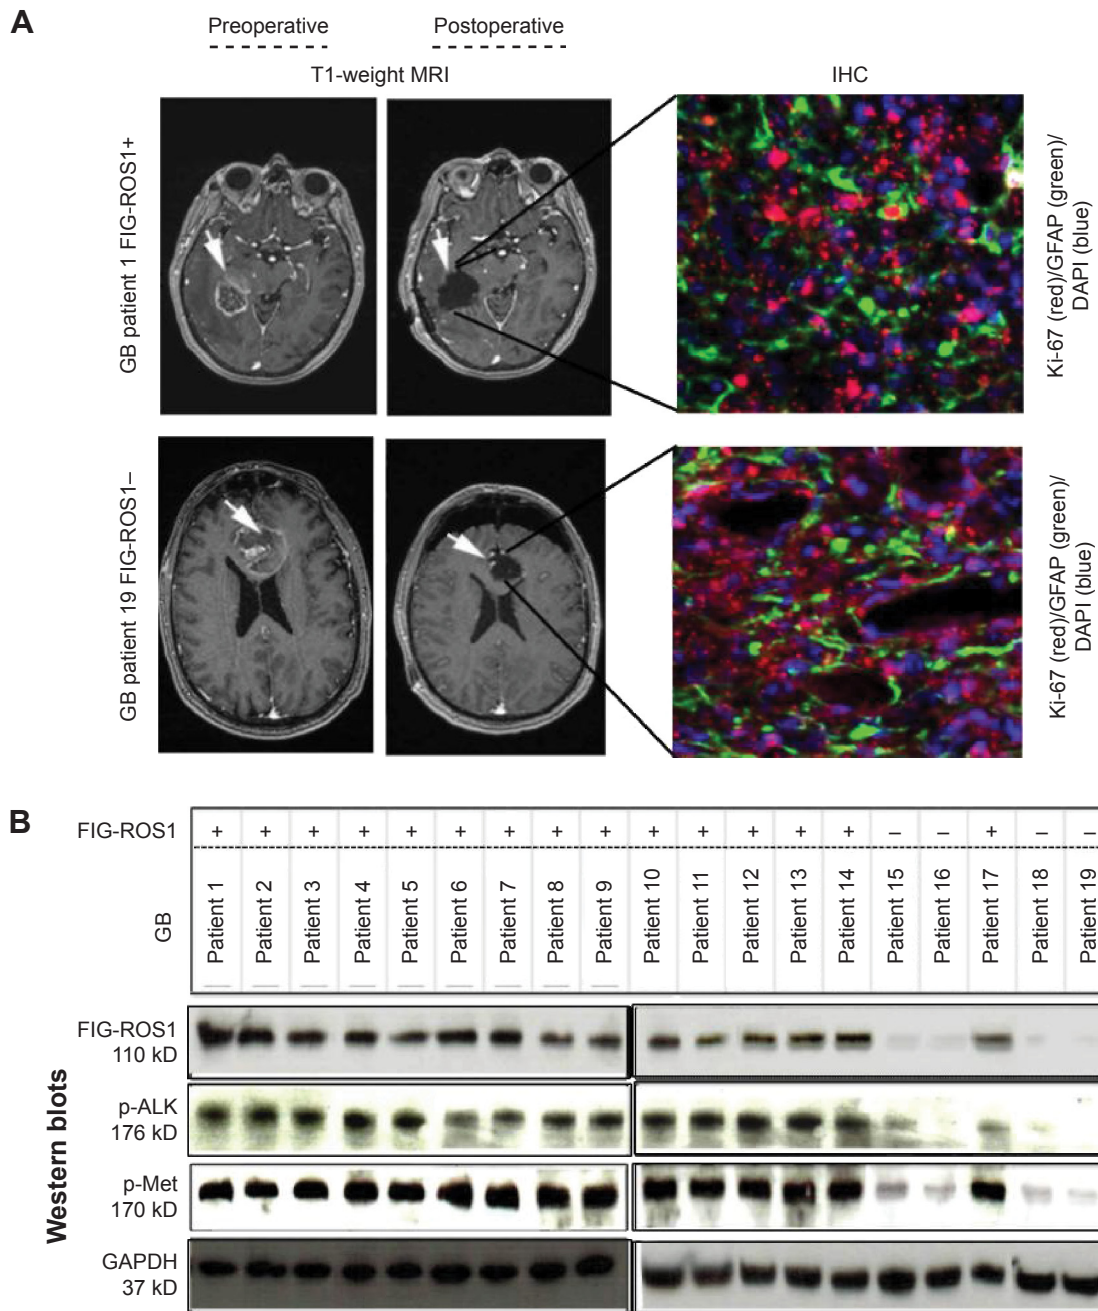 A
Preoperative
Postoperative
T1-weight MRI
IHC
GB patient 1 FIG-ROS1+
Ki-67 (red)/GFAP (green)/
DAPI (blue)
GB patient 19 FIG-ROS1–
Ki-67 (red)/GFAP (green)/
DAPI (blue)
B
FIG-ROS1 + + + + + + + + + + + + + + – – + – –
GB Patient 1 Patient 2 Patient 3 Patient 4 Patient 5 Patient 6 Patient 7 Patient 8 Patient 9 Patient 10 Patient 11 Patient 12 Patient 13 Patient 14 Patient 15 Patient 16 Patient 17 Patient 18 Patient 19
Western blots
FIG-ROS1
110 kD
p-ALK
176 kD
p-Met
170 kD
GAPDH
37 kD